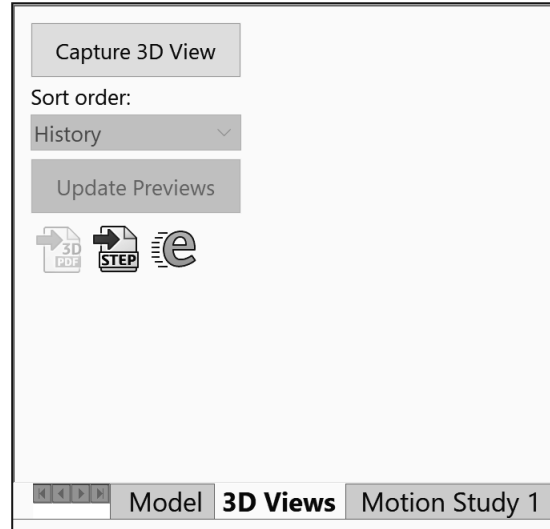 Capture 3D View
Sort order:
History
Update Previews
3D
PDF
STEP
e
Model 3D Views Motion Study 1